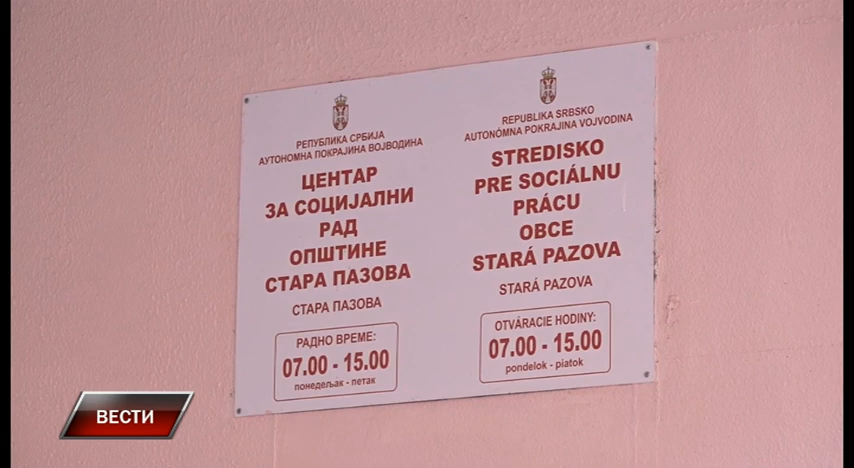 РЕПУБЛИКА СРБИЈА
АУТОНОМНА ПОКРАЈИНА ВОЈВОДИНА
ЦЕНТАР
ЗА СОЦИЈАЛНИ
РАД
ОПШТИНЕ
СТАРА ПАЗОВА
СТАРА ПАЗОВА
РАДНО ВРЕМЕ:
07.00 - 15.00
понедељак - петак
REPUBLIKA SRBSKO
AUTONÓMNA POKRAJINA VOJVODINA
STREDISKO
PRE SOCIÁLNU
PRÁCU
OBCE
STARÁ PAZOVA
STARÁ PAZOVA
OTVÁRACIE HODINY:
07.00 - 15.00
pondelok - piatok
ВЕСТИ